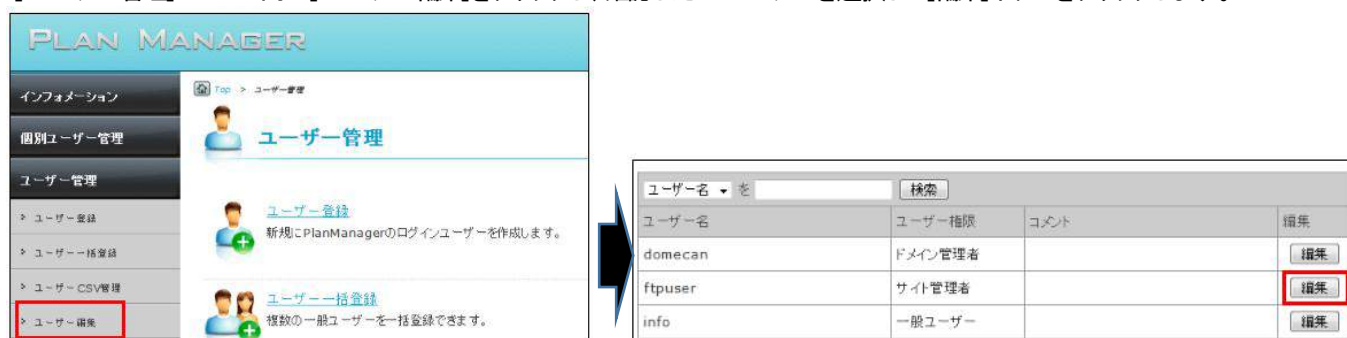 PLAN MANAGER
インフォメーション
個別ユーザー管理
ユーザー管理
ユーザー登録
ユーザー一括登録
ユーザーCSV管理
ユーザー編集
Top > ユーザー管理
ユーザー管理
ユーザー登録
新規にPlanManagerのログインユーザーを作成します。
ユーザー一括登録
複数の一般ユーザーを一括登録できます。
ユーザー名 を 検索
ユーザー名 ユーザー権限 コメント 編集
domecan ドメイン管理者 編集
ftpuser サイト管理者 編集
info 一般ユーザー 編集